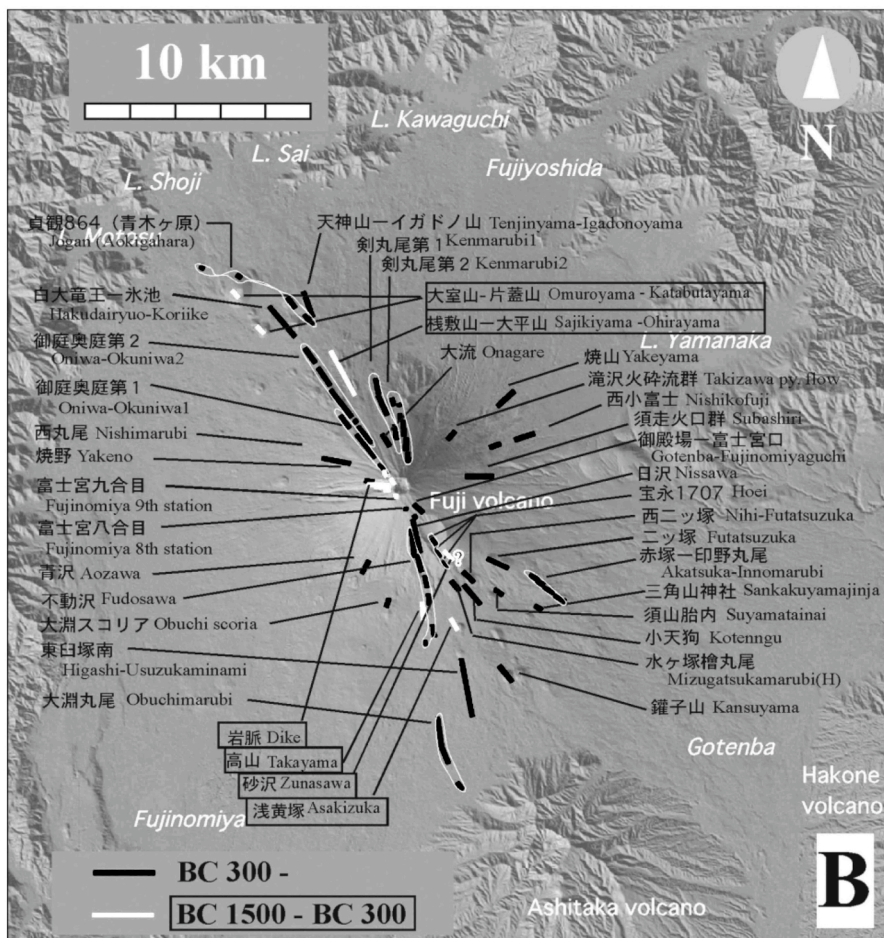 10 km
N
L. Kawaguchi
L. Sai
Fujiyoshida
L. Shoji
貞観864（青木ヶ原）
L. Motosu
Jogan (Aokigahara)
天神山ーイガドノ山 Tenjinyama-Igadonoyama
剣丸尾第1 Kenmarubi1
剣丸尾第2 Kenmarubi2
白大竜王ー氷池
Hakudairyuo-Koriike
大室山-片蓋山 Omuroyama - Katabutayama
桟敷山ー大平山 Sajikiyama -Ohirayama
L. Yamanaka
御庭奥庭第2
Oniwa-Okuniwa2
大流 Onagare
焼山 Yakeyama
滝沢火砕流群 Takizawa py. flow
御庭奥庭第1
Oniwa-Okuniwa1
西小富士 Nishikofuji
須走火口群 Subashiri
西丸尾 Nishimarubi
御殿場ー富士宮口
Gotenba-Fujinomiyaguchi
焼野 Yakeno
日沢 Nissawa
富士宮九合目
Fujinomiya 9th station
Fuji volcano
宝永1707 Hoei
富士宮八合目
Fujinomiya 8th station
西二ッ塚 Nihi-Futatsuzuka
二ッ塚 Futatsuzuka
?
赤塚ー印野丸尾
Akatsuka-Innomarubi
青沢 Aozawa
三角山神社 Sankakuyamajinja
不動沢 Fudosawa
須山胎内 Suyamatainai
大淵スコリア Obuchi scoria
小天狗 Kotenngu
東臼塚南
Higashi-Usuzukaminami
水ヶ塚檜丸尾
Mizugatsukamarubi(H)
大淵丸尾 Obuchimarubi
鑵子山 Kansuyama
岩脈 Dike
高山 Takayama
砂沢 Zunasawa
浅黄塚 Asakizuka
Gotenba
Hakone
volcano
Fujinomiya
B
BC 300 -
BC 1500 - BC 300
Ashitaka volcano